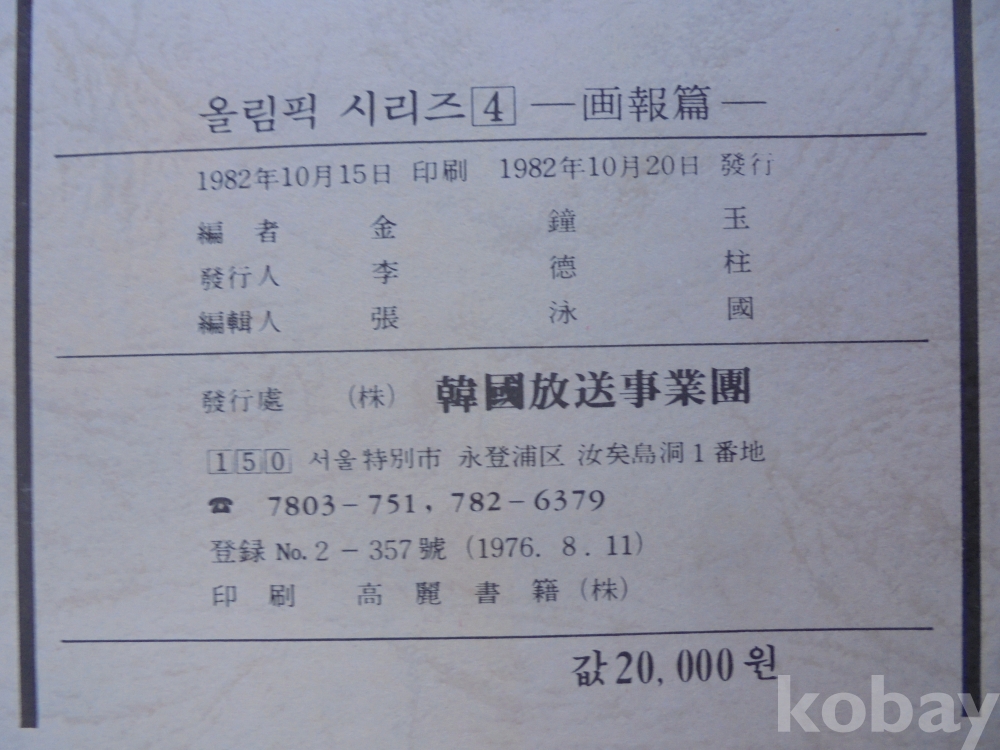 올림픽 시리즈4 —画報篇—
1982年10月15日 印刷 1982年10月20日 發行
編者 金鐘玉
發行人 李德柱
編輯人 張泳國
發行處 (株) 韓國放送事業團
150 서울特別市 永登浦区 汝矣島洞1番地
☎ 7803-751, 782-6379
登録 No. 2-357號 (1976. 8. 11)
印刷 高麗書籍(株)
값 20,000원
kobay